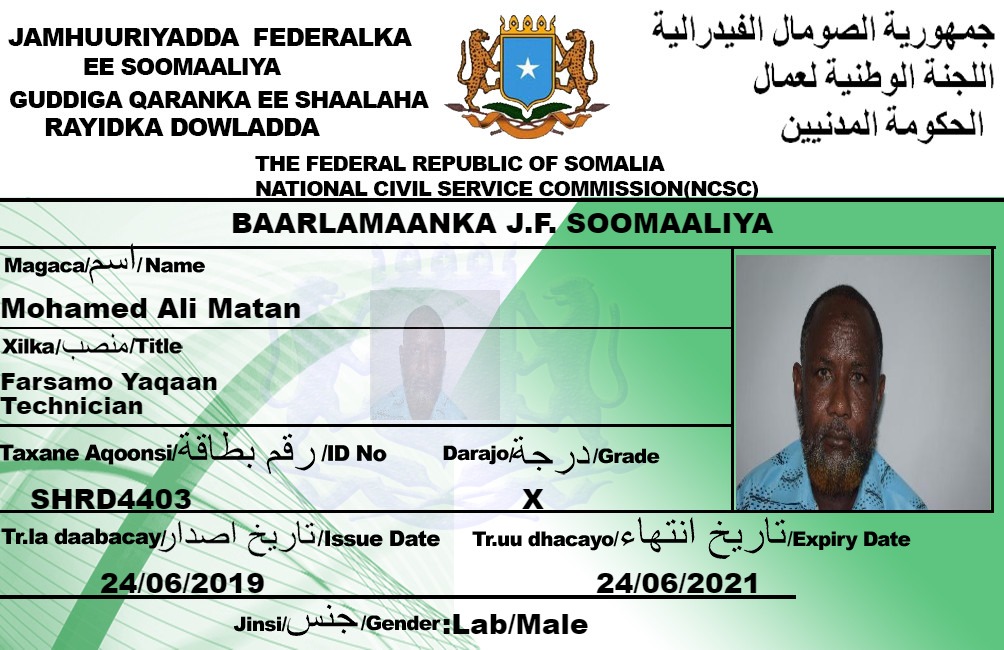 JAMHUURIYADDA FEDERALKA
EE SOOMAALIYA
GUDDIGA QARANKA EE SHAALAHA
RAYIDKA DOWLADDA
جمهورية الصومال الفيدرالية
اللجنة الوطنية لعمال
الحكومة المدنيين
THE FEDERAL REPUBLIC OF SOMALIA
NATIONAL CIVIL SERVICE COMMISSION(NCSC)
BAARLAMAANKA J.F. SOOMAALIYA
Magaca/اسم/Name
Mohamed Ali Matan
Xilka/منصب/Title
Farsamo Yaqaan
Technician
Taxane Aqoonsi/رقم بطاقة/ID No
SHRD4403
Darajo/درجة/Grade
X
Tr.la daabacay/تاريخ اصدار/Issue Date
24/06/2019
Tr.uu dhacayo/تاريخ انتهاء/Expiry Date
24/06/2021
Jinsi/جنس/Gender:Lab/Male